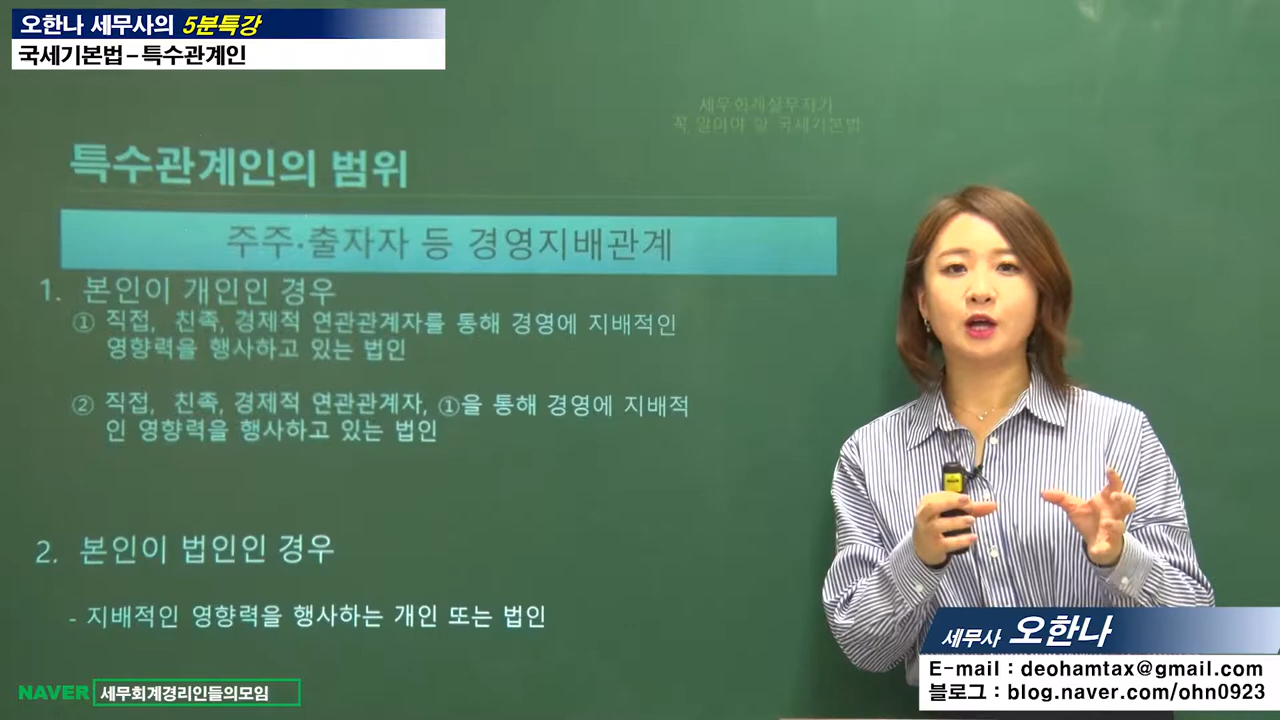 오한나 세무사의 5분특강
국세기본법-특수관계인
세무회계실무자가
꼭 알아야 할 국세기본법
특수관계인의 범위
주주·출자자 등 경영지배관계
1. 본인이 개인인 경우
① 직접, 친족, 경제적 연관관계자를 통해 경영에 지배적인
영향력을 행사하고 있는 법인
② 직접, 친족, 경제적 연관관계자, ①을 통해 경영에 지배적
인 영향력을 행사하고 있는 법인
2. 본인이 법인인 경우
- 지배적인 영향력을 행사하는 개인 또는 법인
세무사 오한나
E-mail : deohamtax@gmail.com
블로그 : blog.naver.com/ohn0923
NAVER 세무회계경리인들의모임